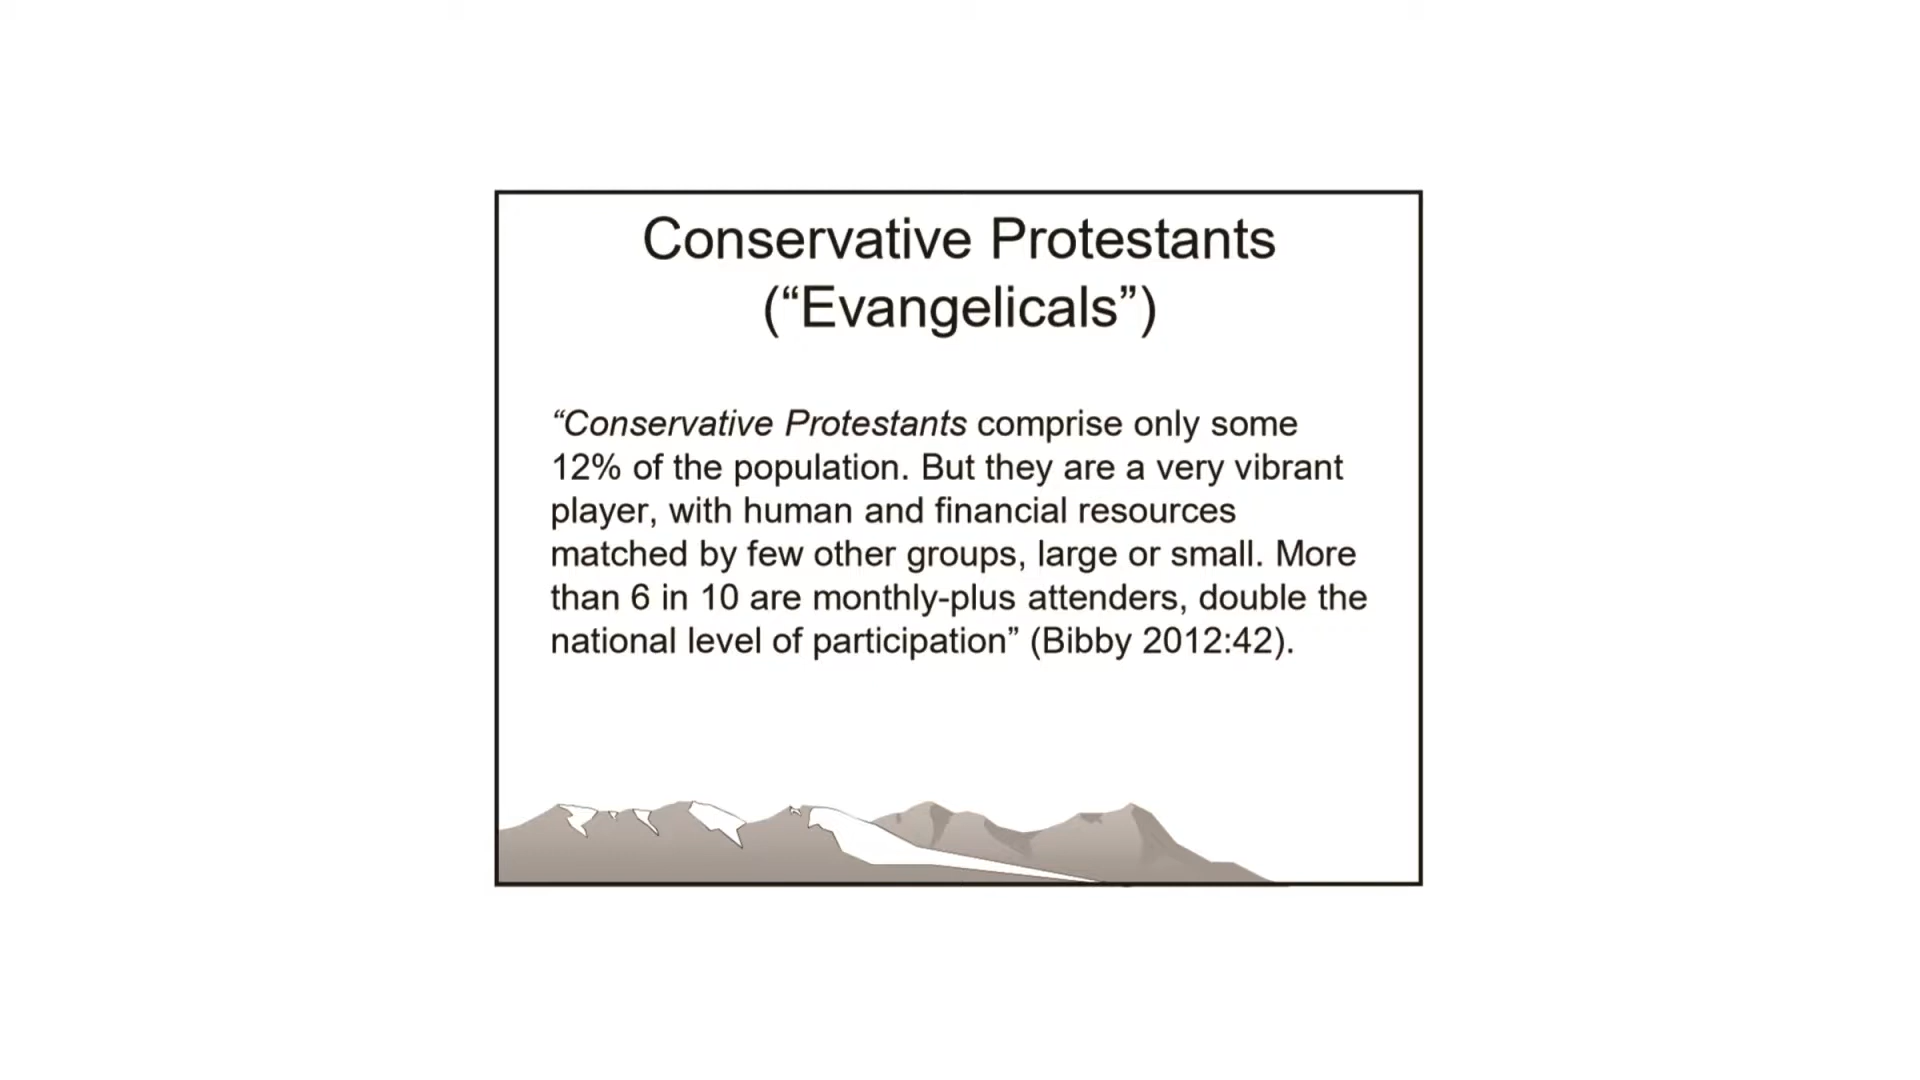 Conservative Protestants
(“Evangelicals”)
“Conservative Protestants comprise only some
12% of the population. But they are a very vibrant
player, with human and financial resources
matched by few other groups, large or small. More
than 6 in 10 are monthly-plus attenders, double the
national level of participation” (Bibby 2012:42).